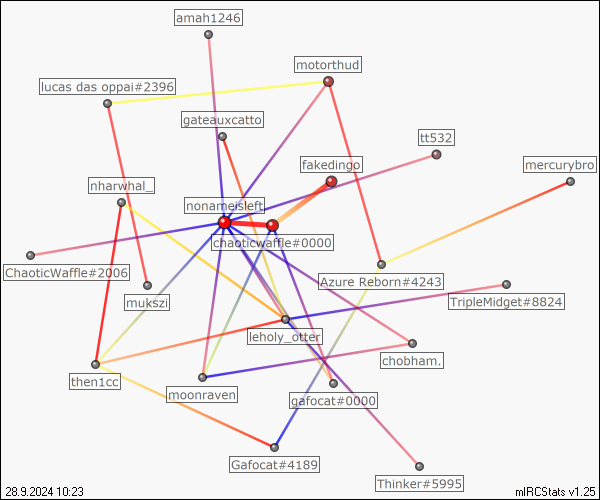 amah1246
motorthud
lucas das oppai#2396
gateauxcatto
tt532
fakedingo
mercurybro
nharwhal_
nonameisleft
chaoticwaffle#0000
ChaoticWaffle#2006
Azure Reborn#4243
mukszi
TripleMidget#8824
leholy_otter
chobham.
then1cc
moonraven
gafocat#0000
Gafocat#4189
Thinker#5995
28.9.2024 10:23
mIRCStats v1.25